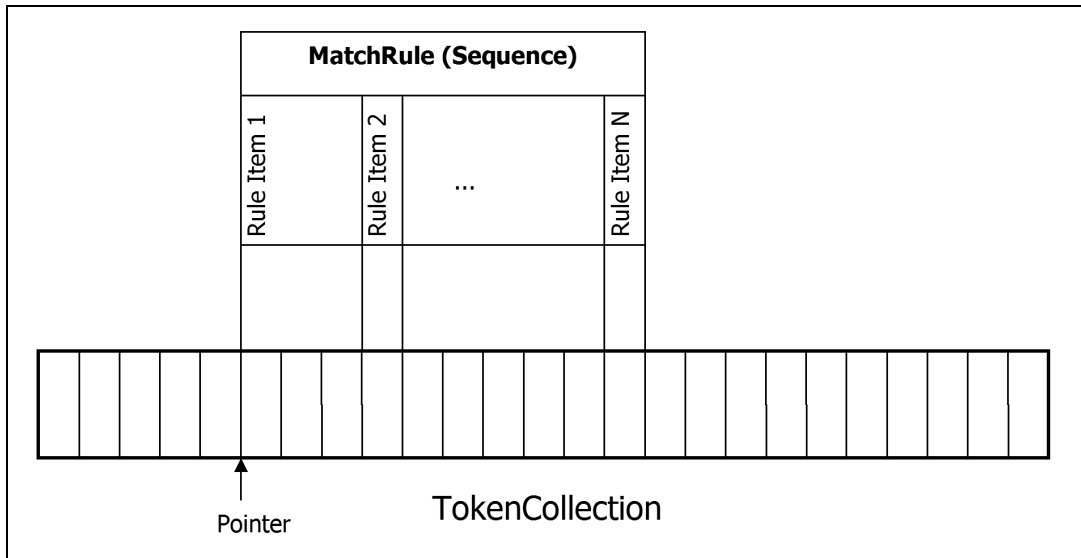 MatchRule (Sequence)
Rule Item 1
Rule Item 2
...
Rule Item N
TokenCollection
Pointer